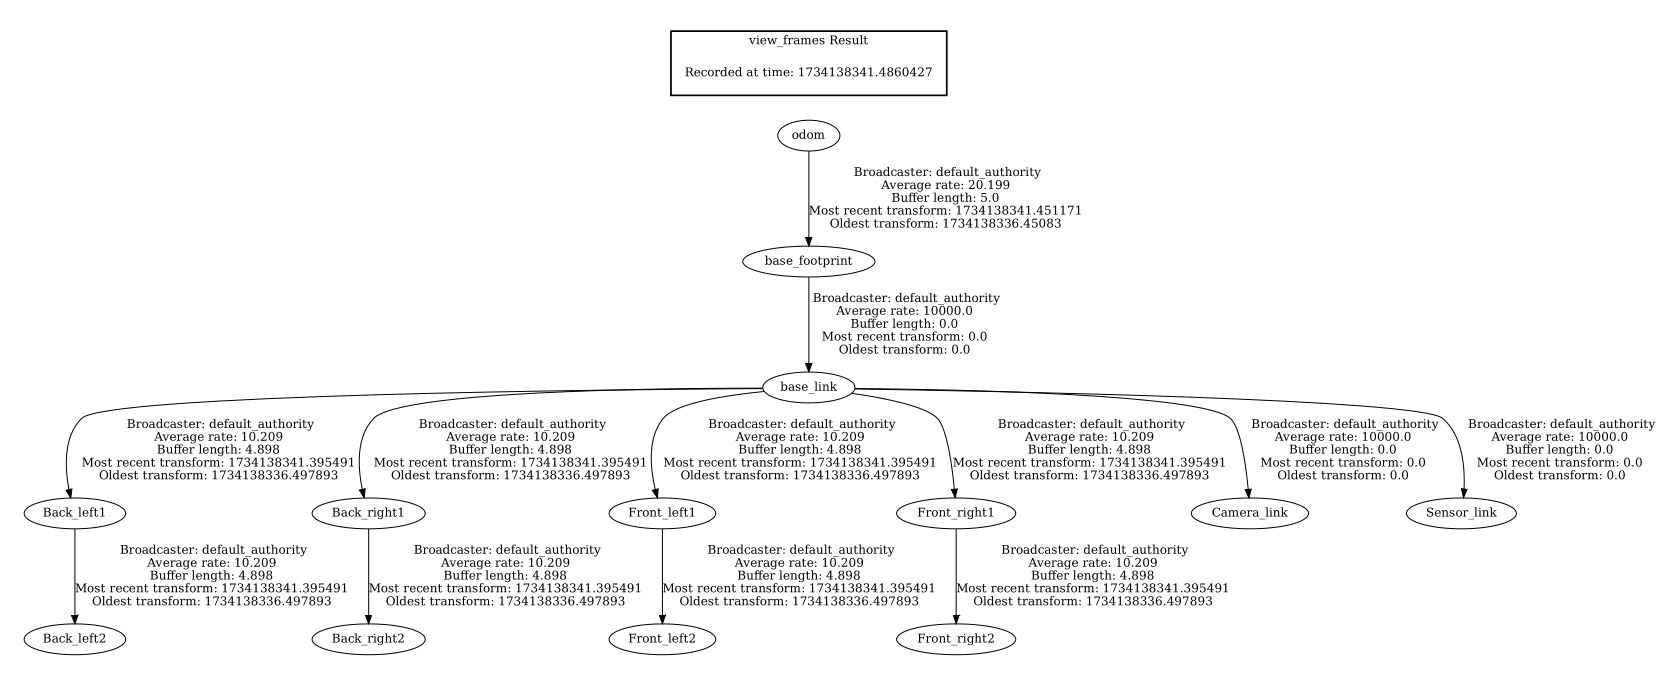 view_frames Result
Recorded at time: 1734138341.4860427
odom
Broadcaster: default_authority
Average rate: 20.199
Buffer length: 5.0
Most recent transform: 1734138341.451171
Oldest transform: 1734138336.45083
base_footprint
Broadcaster: default_authority
Average rate: 10000.0
Buffer length: 0.0
Most recent transform: 0.0
Oldest transform: 0.0
base_link
Broadcaster: default_authority
Average rate: 10.209
Buffer length: 4.898
Most recent transform: 1734138341.395491
Oldest transform: 1734138336.497893
Broadcaster: default_authority
Average rate: 10.209
Buffer length: 4.898
Most recent transform: 1734138341.395491
Oldest transform: 1734138336.497893
Broadcaster: default_authority
Average rate: 10.209
Buffer length: 4.898
Most recent transform: 1734138341.395491
Oldest transform: 1734138336.497893
Broadcaster: default_authority
Average rate: 10.209
Buffer length: 4.898
Most recent transform: 1734138341.395491
Oldest transform: 1734138336.497893
Broadcaster: default_authority
Average rate: 10000.0
Buffer length: 0.0
Most recent transform: 0.0
Oldest transform: 0.0
Broadcaster: default_authority
Average rate: 10000.0
Buffer length: 0.0
Most recent transform: 0.0
Oldest transform: 0.0
Back_left1
Back_right1
Front_left1
Front_right1
Camera_link
Sensor_link
Broadcaster: default_authority
Average rate: 10.209
Buffer length: 4.898
Most recent transform: 1734138341.395491
Oldest transform: 1734138336.497893
Broadcaster: default_authority
Average rate: 10.209
Buffer length: 4.898
Most recent transform: 1734138341.395491
Oldest transform: 1734138336.497893
Broadcaster: default_authority
Average rate: 10.209
Buffer length: 4.898
Most recent transform: 1734138341.395491
Oldest transform: 1734138336.497893
Broadcaster: default_authority
Average rate: 10.209
Buffer length: 4.898
Most recent transform: 1734138341.395491
Oldest transform: 1734138336.497893
Back_left2
Back_right2
Front_left2
Front_right2